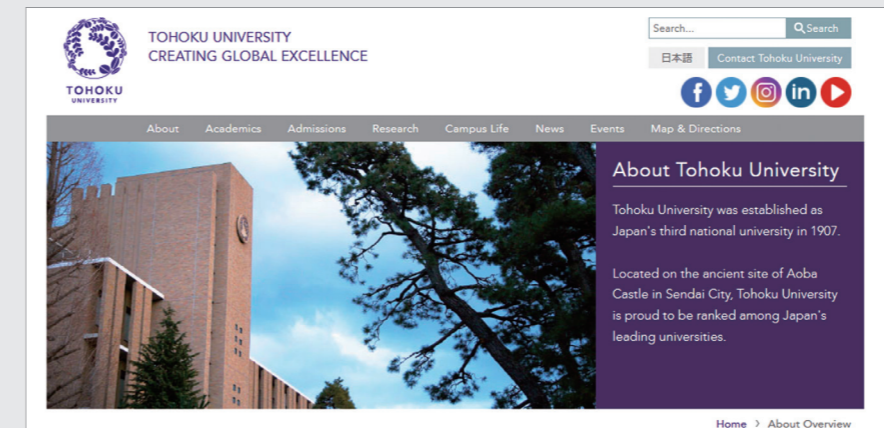 TOHOKU UNIVERSITY
CREATING GLOBAL EXCELLENCE
TOHOKU
UNIVERSITY
Search...
Search
日本語
Contact Tohoku University
About Academics Admissions Research Campus Life News Events Map & Directions
About Tohoku University
Tohoku University was established as
Japan's third national university in 1907.
Located on the ancient site of Aoba
Castle in Sendai City, Tohoku University
is proud to be ranked among Japan's
leading universities.
Home > About Overview